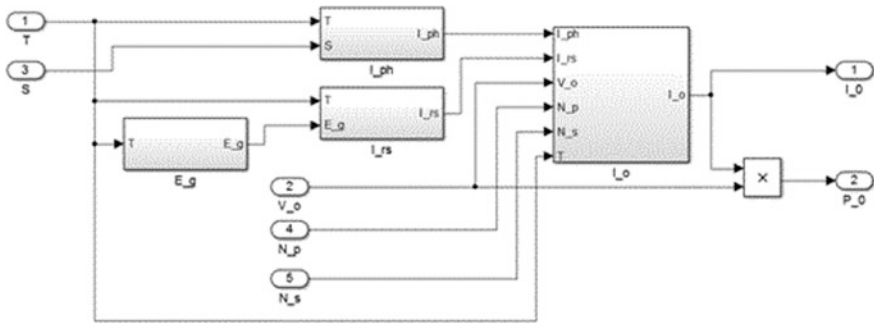 1
T
3
S
T
S
I_ph
I_ph
T
E_g
I_rs
I_rs
T
E_g
E_g
2
V_o
4
N_p
5
N_s
I_ph
I_rs
V_o
N_p
N_s
T
I_o
I_o
×
1
I_0
2
P_0